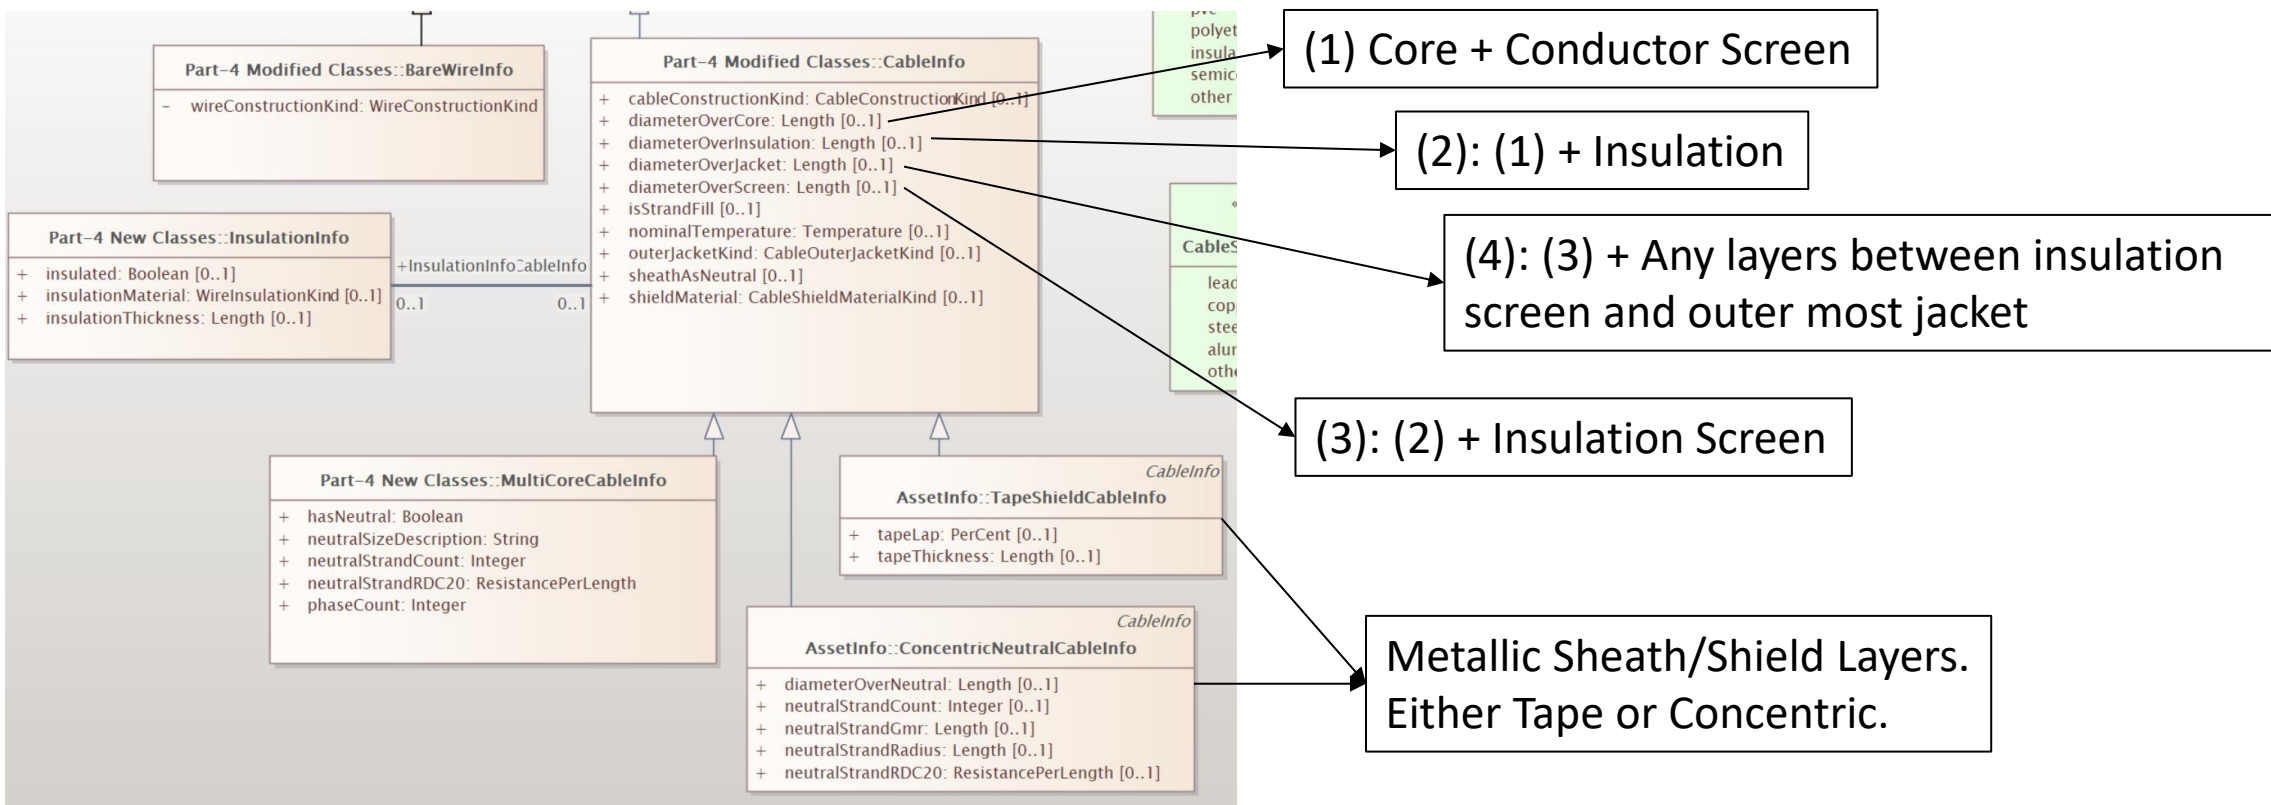 Part-4 Modified Classes::BareWireInfo
- wireConstructionKind: WireConstructionKind
Part-4 New Classes::InsulationInfo
+ insulated: Boolean [0..1]
+ insulationMaterial: WireInsulationKind [0..1]
+ insulationThickness: Length [0..1]
+InsulationInfo
CableInfo
0..1
0..1
Part-4 Modified Classes::CableInfo
+ cableConstructionKind: CableConstructionKind [0..1]
+ diameterOverCore: Length [0..1]
+ diameterOverInsulation: Length [0..1]
+ diameterOverJacket: Length [0..1]
+ diameterOverScreen: Length [0..1]
+ isStrandFill [0..1]
+ nominalTemperature: Temperature [0..1]
+ outerJacketKind: CableOuterJacketKind [0..1]
+ sheathAsNeutral [0..1]
+ shieldMaterial: CableShieldMaterialKind [0..1]
Part-4 New Classes::MultiCoreCableInfo
+ hasNeutral: Boolean
+ neutralSizeDescription: String
+ neutralStrandCount: Integer
+ neutralStrandRDC20: ResistancePerLength
+ phaseCount: Integer
CableInfo
AssetInfo::TapeShieldCableInfo
+ tapeLap: PerCent [0..1]
+ tapeThickness: Length [0..1]
CableInfo
AssetInfo::ConcentricNeutralCableInfo
+ diameterOverNeutral: Length [0..1]
+ neutralStrandCount: Integer [0..1]
+ neutralStrandGmr: Length [0..1]
+ neutralStrandRadius: Length [0..1]
+ neutralStrandRDC20: ResistancePerLength [0..1]
polyet
insula
semic
other
CableS
lead
cop
stee
alur
othe
(1) Core + Conductor Screen
(2): (1) + Insulation
(4): (3) + Any layers between insulation
screen and outer most jacket
(3): (2) + Insulation Screen
Metallic Sheath/Shield Layers.
Either Tape or Concentric.